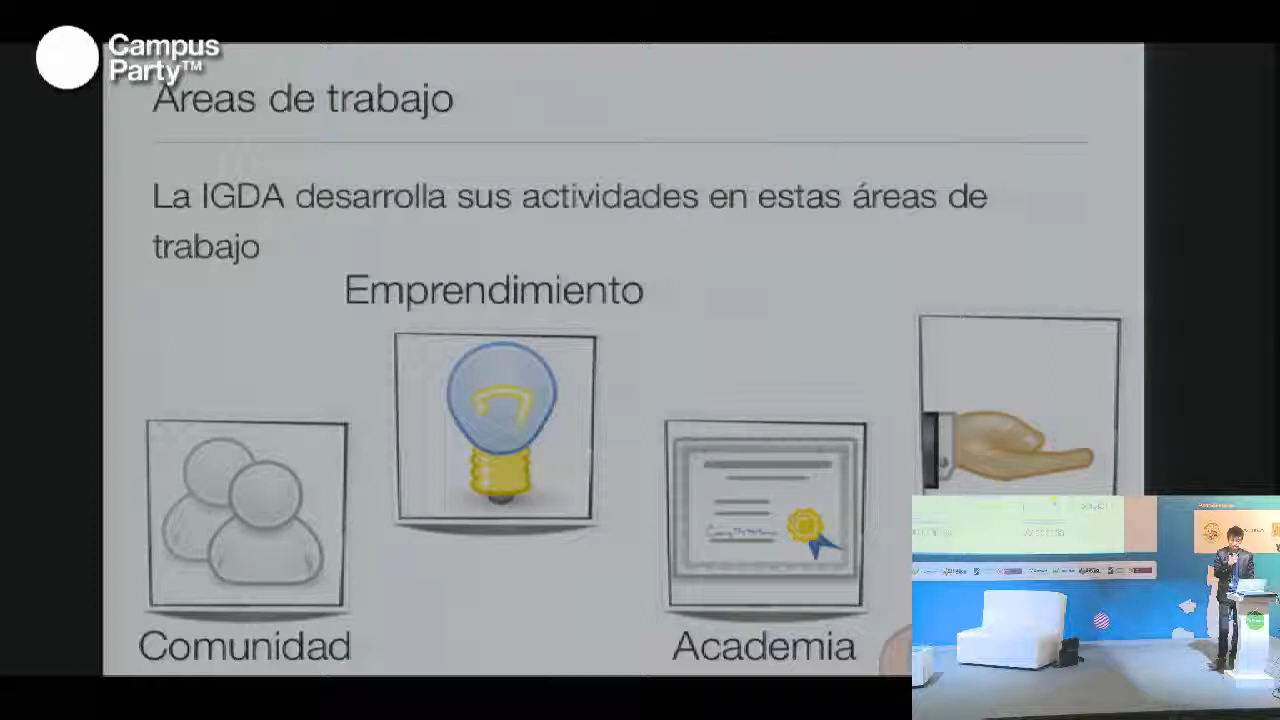 Campus
Party™
Áreas de trabajo
La IGDA desarrolla sus actividades en estas áreas de
trabajo
Emprendimiento
Comunidad
Academia